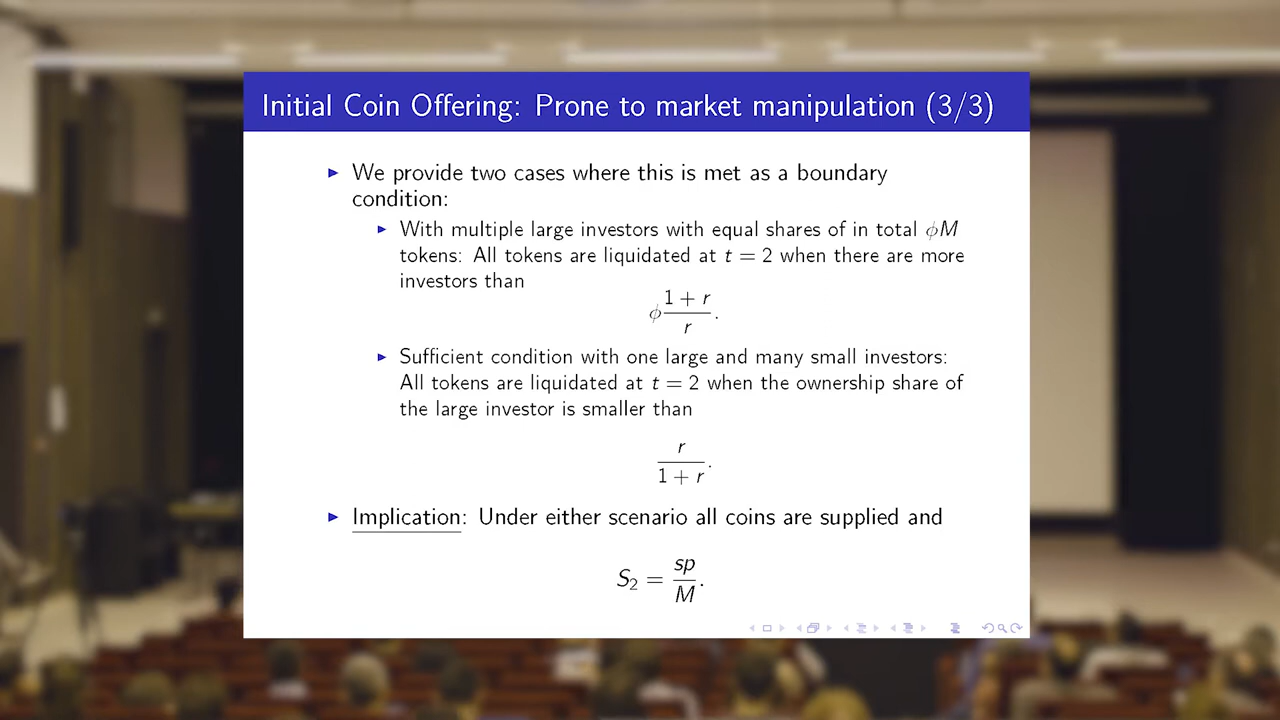 Initial Coin Offering: Prone to market manipulation (3/3)
We provide two cases where this is met as a boundary
condition:
With multiple large investors with equal shares of in total ϕM
tokens: All tokens are liquidated at t = 2 when there are more
investors than
ϕ (1 + r)/r.
Sufficient condition with one large and many small investors:
All tokens are liquidated at t = 2 when the ownership share of
the large investor is smaller than
r/(1 + r).
Implication: Under either scenario all coins are supplied and
S₂ = sp/M.